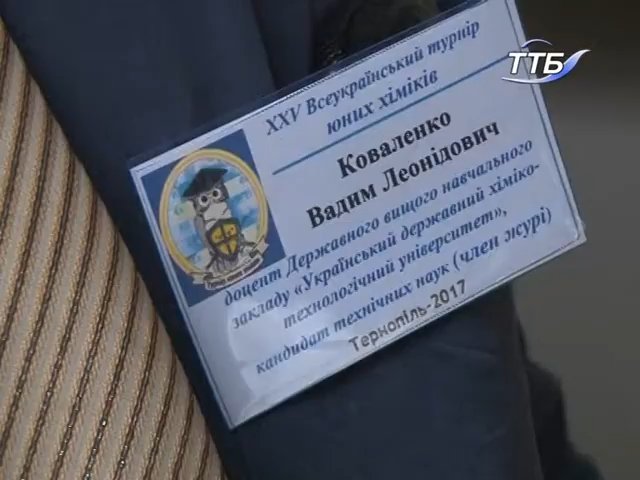 ТТБ
XXV Всеукраїнський турнір
юних хіміків
Коваленко
Вадим Леонідович
доцент Державного вищого навчального
закладу «Український державний хіміко-
технологічний університет»,
кандидат технічних наук (член журі)
Тернопіль-2017